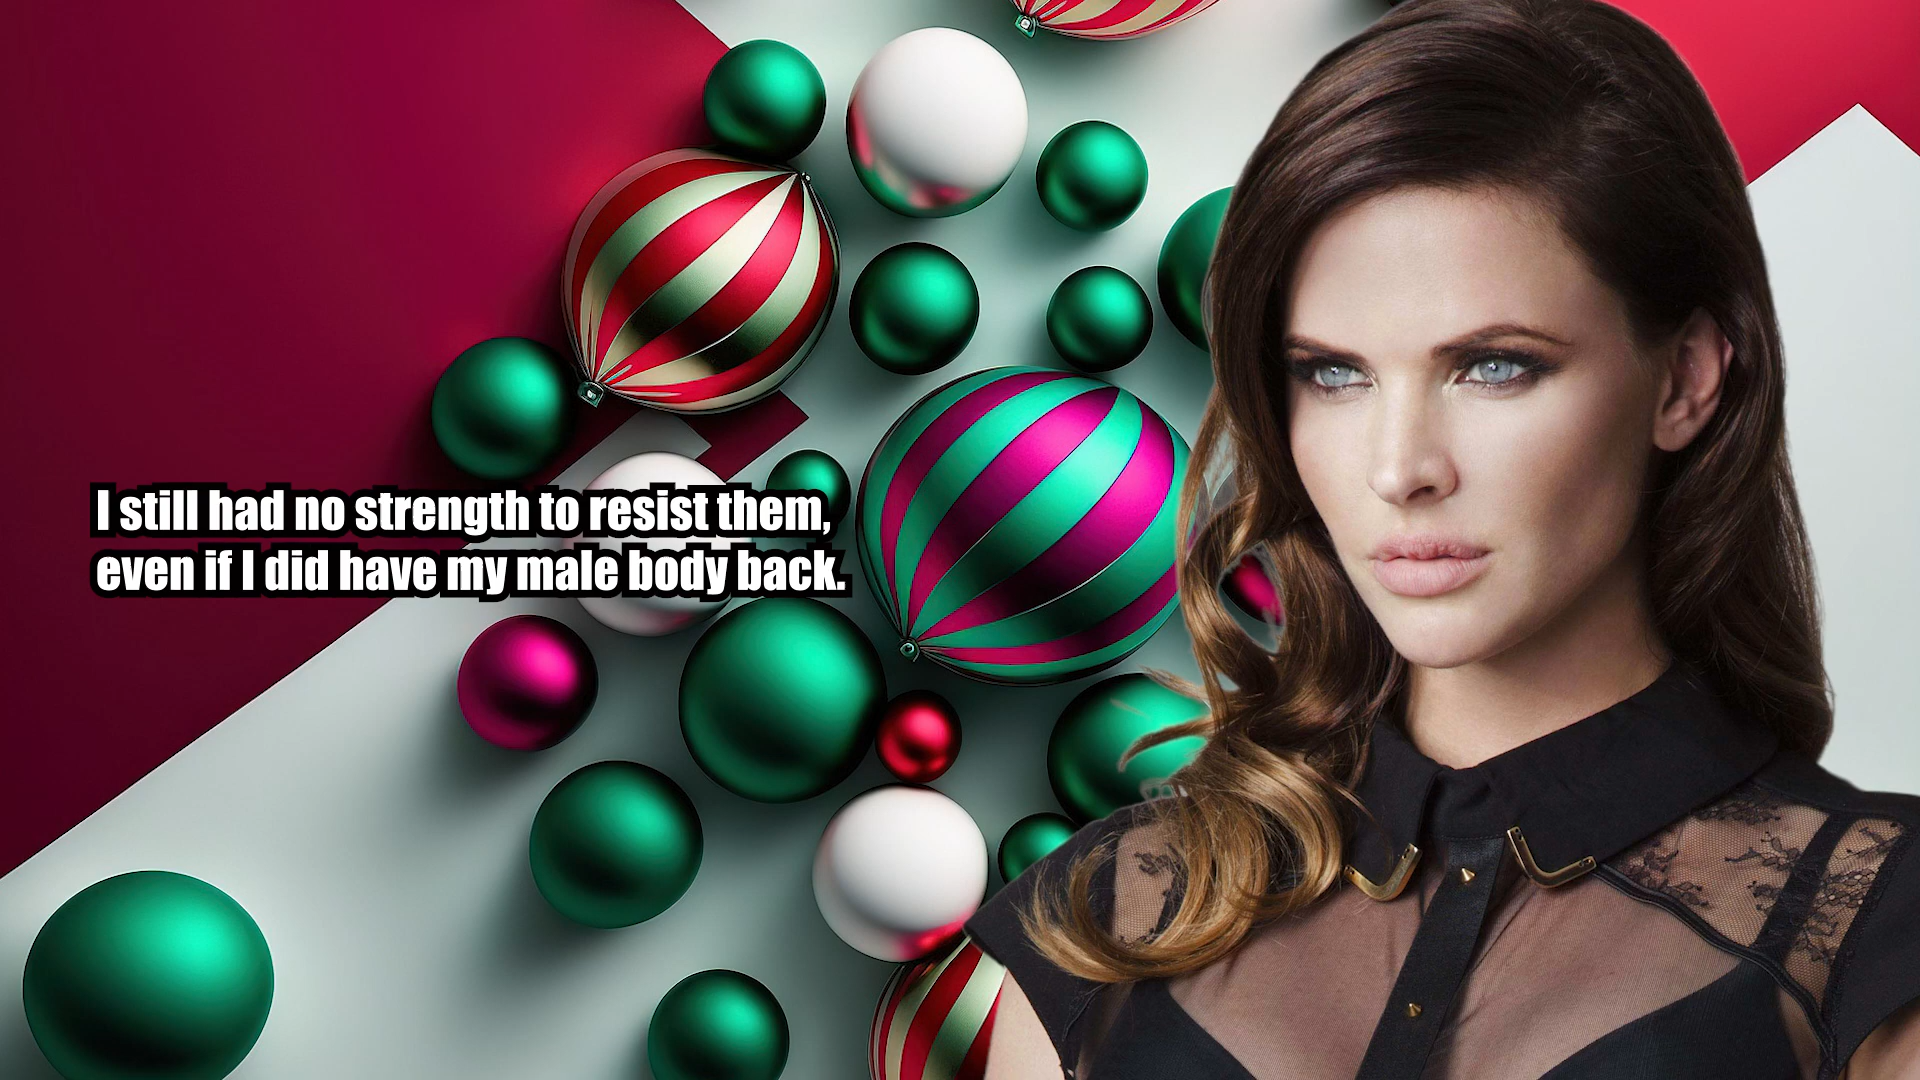 I still had no strength to resist them,
even if I did have my male body back.